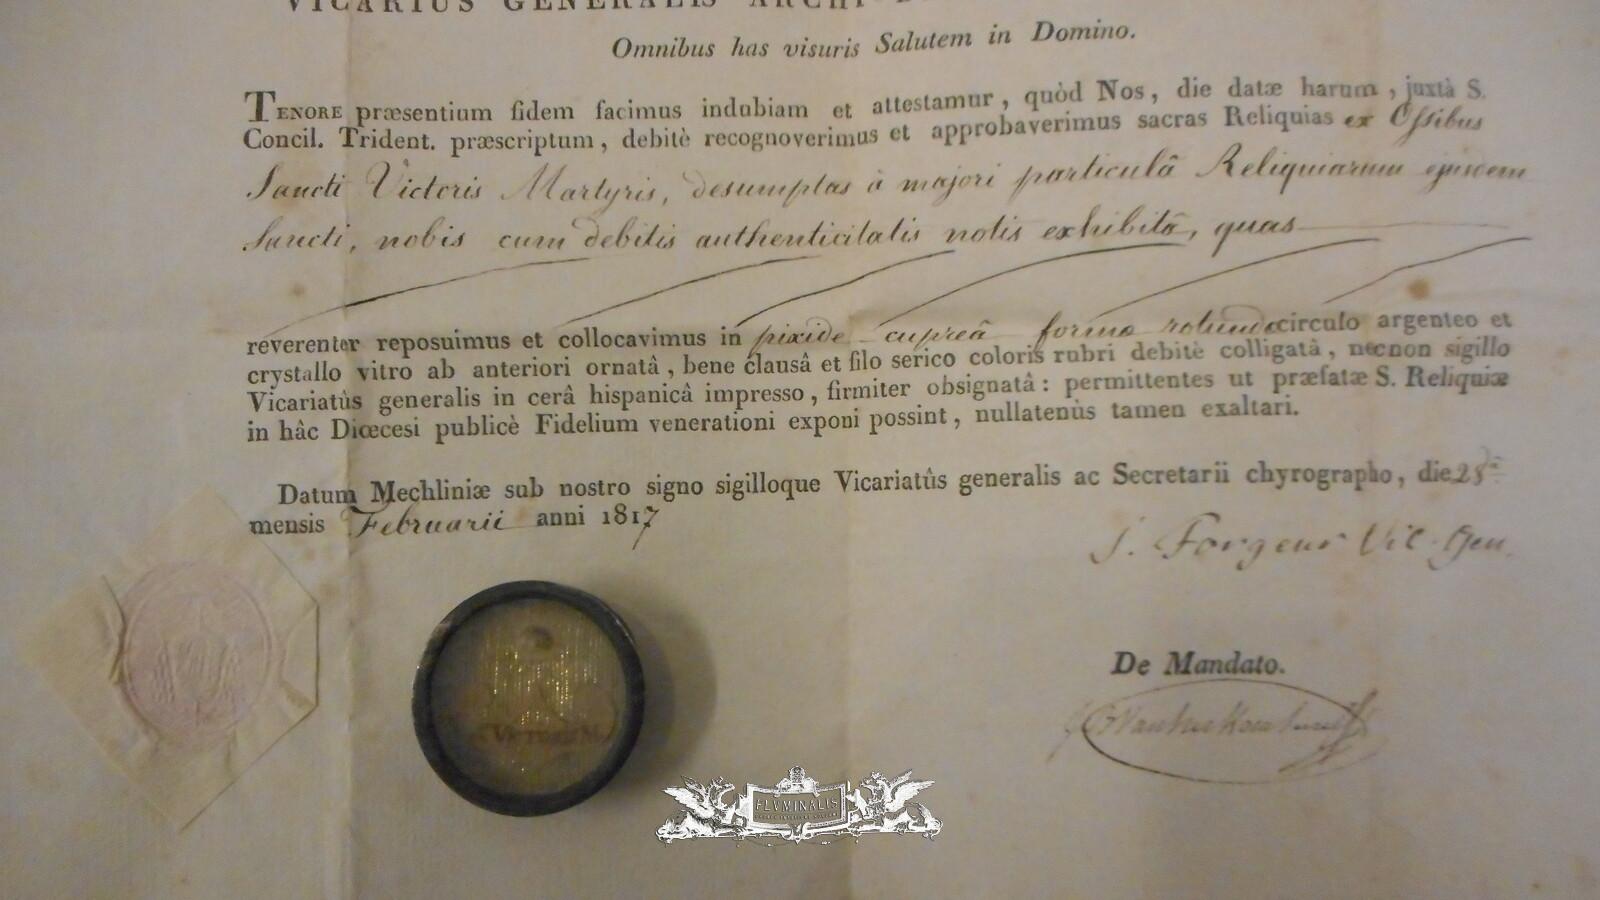 VICARIUS GENERALIS ARCHI-
Omnibus has visuris Salutem in Domino.
TENORE præsentium fidem facimus indubiam et attestamur, quòd Nos, die datæ harum, juxtà S.
Concil. Trident. præscriptum, debitè recognoverimus et approbaverimus sacras Reliquias ex Ossibus
Sancti Victoris Martyris, desumptas à majori particulâ Reliquiarum ejusdem
Sancti, nobis cum debitis authenticitatis notis exhibitâ, quas
reverenter reposuimus et collocavimus in pixide cupreâ forma rotunda circulo argenteo et
crystallo vitro ab anteriori ornatâ, bene clausâ et filo serico coloris rubri debitè colligatâ, necnon sigillo
Vicariatùs generalis in cerâ hispanicâ impresso, firmiter obsignatâ: permittentes ut præfatæ S. Reliquiæ
in hâc Diœcesi publicè Fidelium venerationi exponi possint, nullatenùs tamen exaltari.
Datum Mechliniæ sub nostro signo sigilloque Vicariatûs generalis ac Secretarii chyrographo, die 28ᵃ
mensis Februarii anni 1817
J. Forgeur Vic. Gen.
De Mandato.
FLVMINALIS